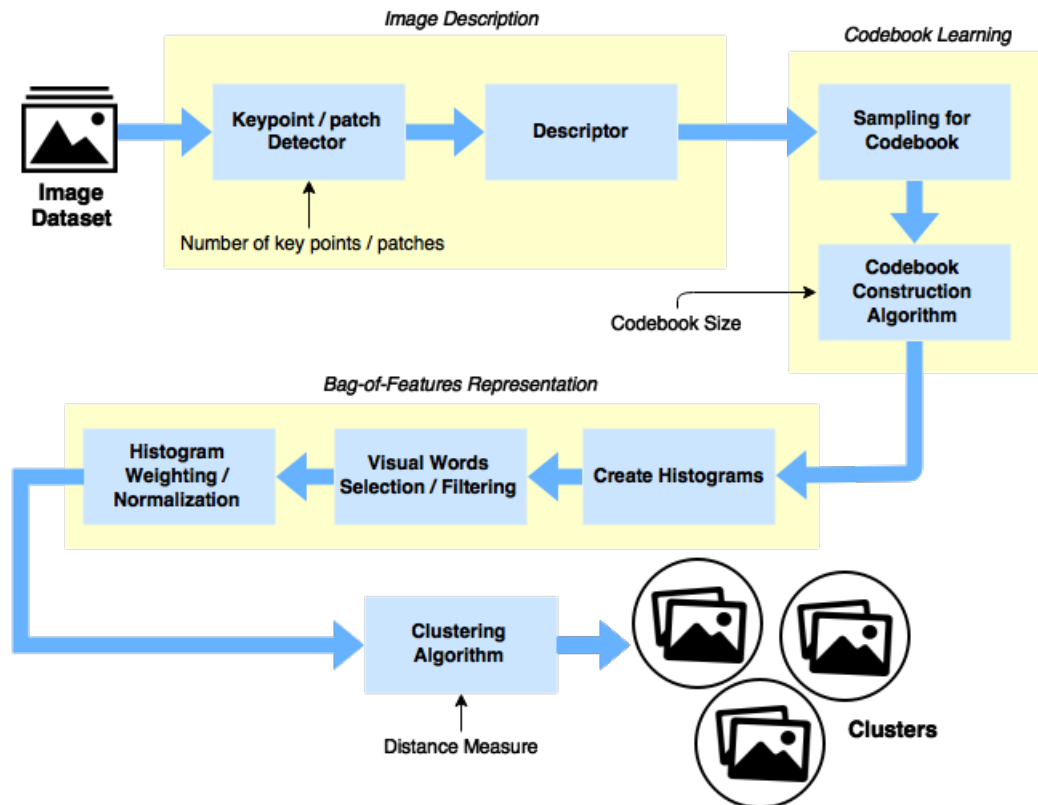 Image Description
Codebook Learning
Keypoint / patch
Detector
Descriptor
Sampling for
Codebook
Image
Dataset
Number of key points / patches
Codebook
Construction
Algorithm
Codebook Size
Bag-of-Features Representation
Histogram
Weighting /
Normalization
Visual Words
Selection / Filtering
Create Histograms
Clustering
Algorithm
Distance Measure
Clusters